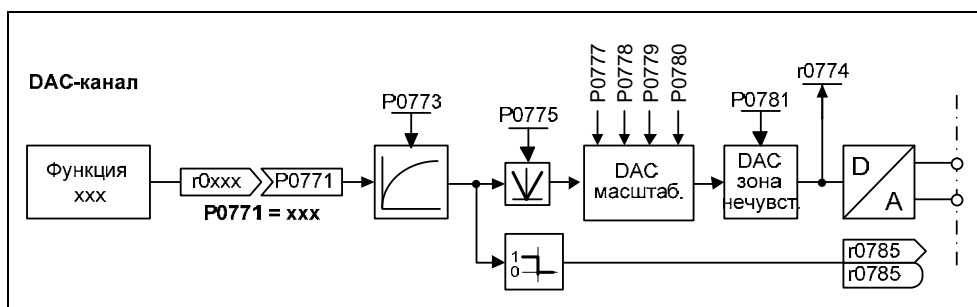 DAC-канал
P0777
P0778
P0779
P0780
r0774
P0773
P0775
P0781
Функция
xxx
r0xxx
P0771
P0771 = xxx
DAC
масштаб.
DAC
зона
нечувст.
D
A
1
0
r0785
r0785